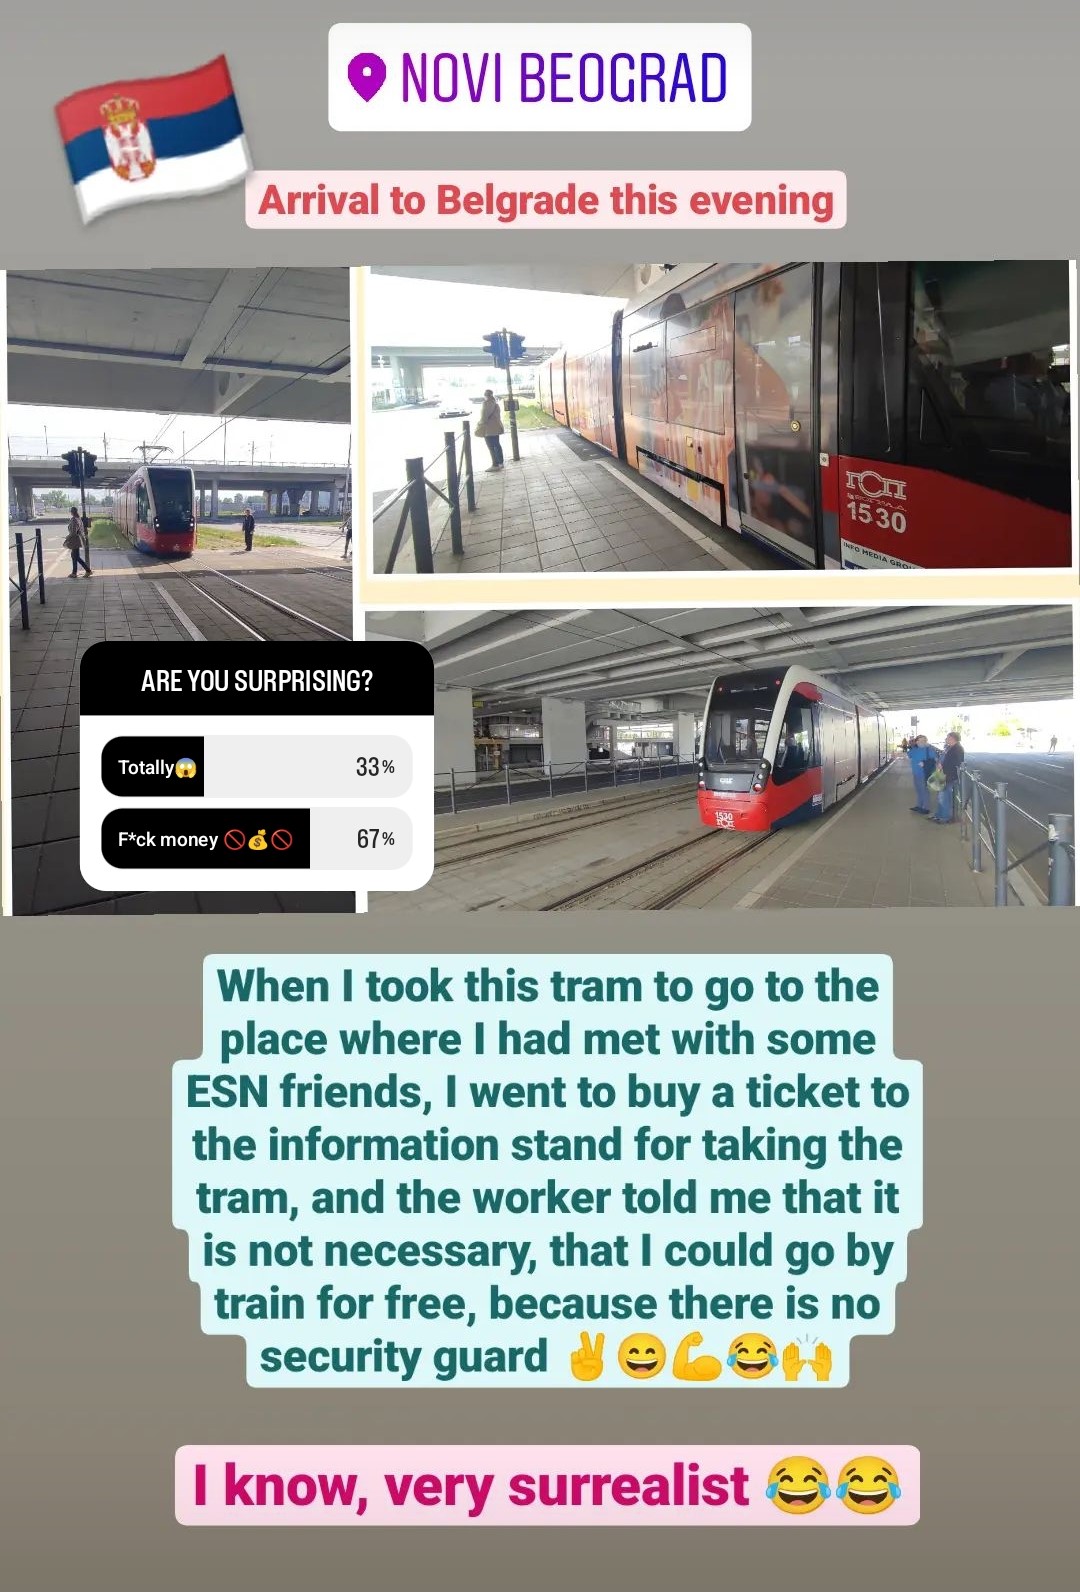 NOVI BEOGRAD
Arrival to Belgrade this evening
ГСП
BEOGRAD
1530
INFO MEDIA GROUP
1530
ARE YOU SURPRISING?
Totally😱 33%
F*ck money 🚫💰🚫 67%
When I took this tram to go to the
place where I had met with some
ESN friends, I went to buy a ticket to
the information stand for taking the
tram, and the worker told me that it
is not necessary, that I could go by
train for free, because there is no
security guard ✌️😄💪😂🙌
I know, very surrealist 😂😂